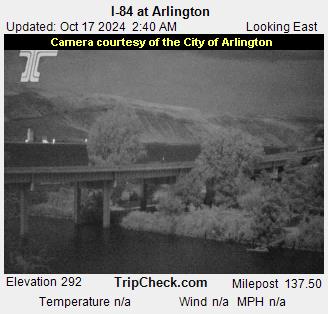 I-84 at Arlington
Updated: Oct 17 2024 2:40 AM Looking East
Camera courtesy of the City of Arlington
Elevation 292 TripCheck.com Milepost 137.50
Temperature n/a Wind n/a MPH n/a